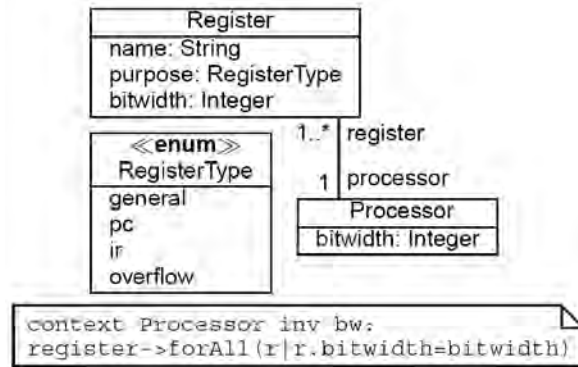 Register
name: String
purpose: RegisterType
bitwidth: Integer
≪enum≫
RegisterType
general
pc
ir
overflow
1..* register
1 processor
Processor
bitwidth: Integer
context Processor inv bw:
register->forAll(r|r.bitwidth=bitwidth)